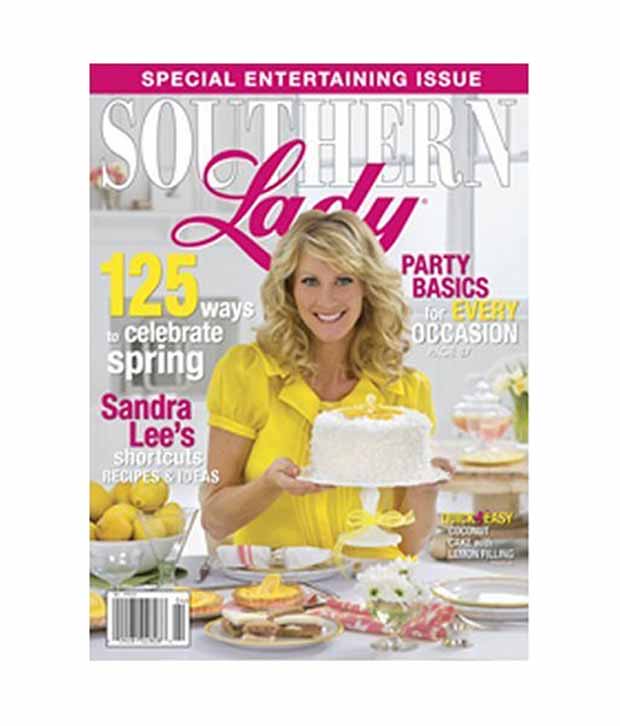 SPECIAL ENTERTAINING ISSUE
SOUTHERN
Lady
125 ways
to celebrate
spring
PARTY
BASICS
for EVERY
OCCASION
Sandra
Lee's
shortcuts
RECIPES & IDEAS
QUICK & EASY
COCONUT
CAKE with
LEMON FILLING